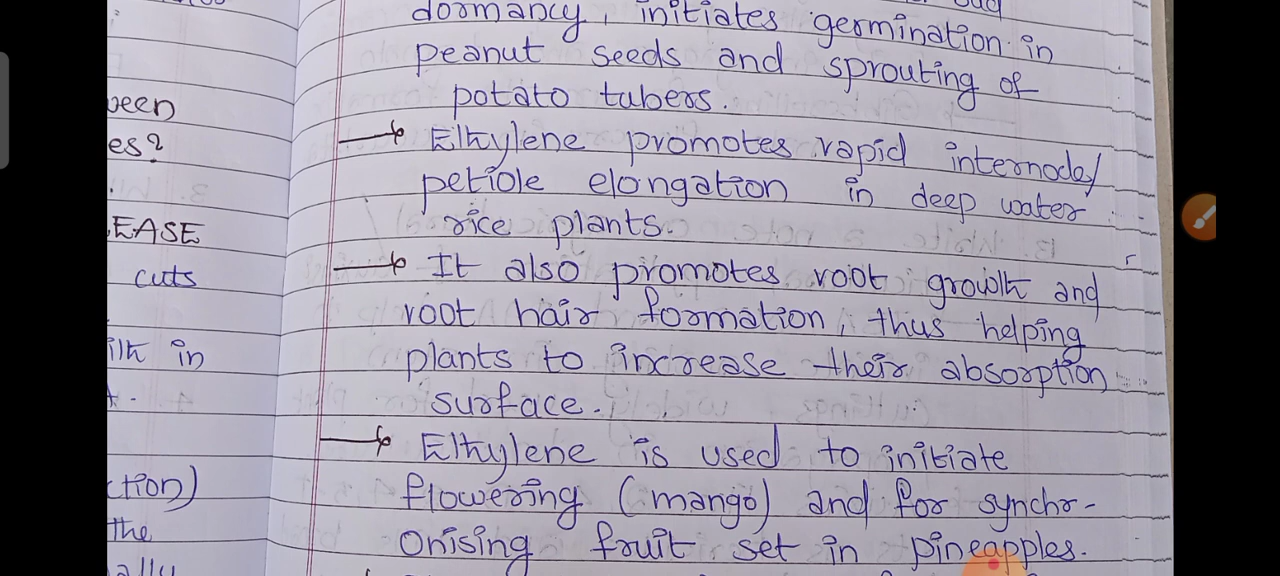 dormancy, initiates germination in
peanut seeds and sprouting of
potato tubers.
→ Ethylene promotes rapid internode/
petiole elongation in deep water
rice plants.
→ It also promotes root growth and
root hair formation, thus helping
plants to increase their absorption
surface.
→ Ethylene is used to initiate
flowering (mango) and for synchr-
onising fruit set in pineapples.
es?
EASE
cuts
in
the